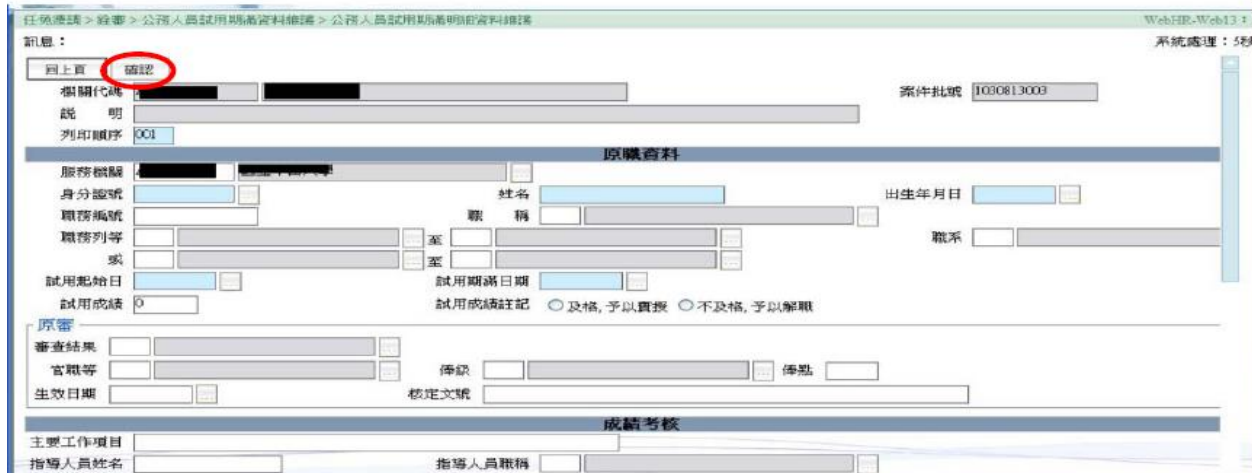 任免遷調 > 銓審 > 公務人員試用期滿資料維護 > 公務人員試用期滿明細資料維護 WebHR-Web13：
訊息： 系統處理：5秒
回上頁 確認
機關代碼 案件批號 1030813003
說 明
列印順序 001
原職資料
服務機關
身分證號 姓名 出生年月日
職務編號 職 稱
職務列等 至 職系
或 至
試用起始日 試用期滿日期
試用成績 0 試用成績註記 及格, 予以實授 不及格, 予以解職
原審
審查結果
官職等 俸級 俸點
生效日期 核定文號
成績考核
主要工作項目
指導人員姓名 指導人員職稱